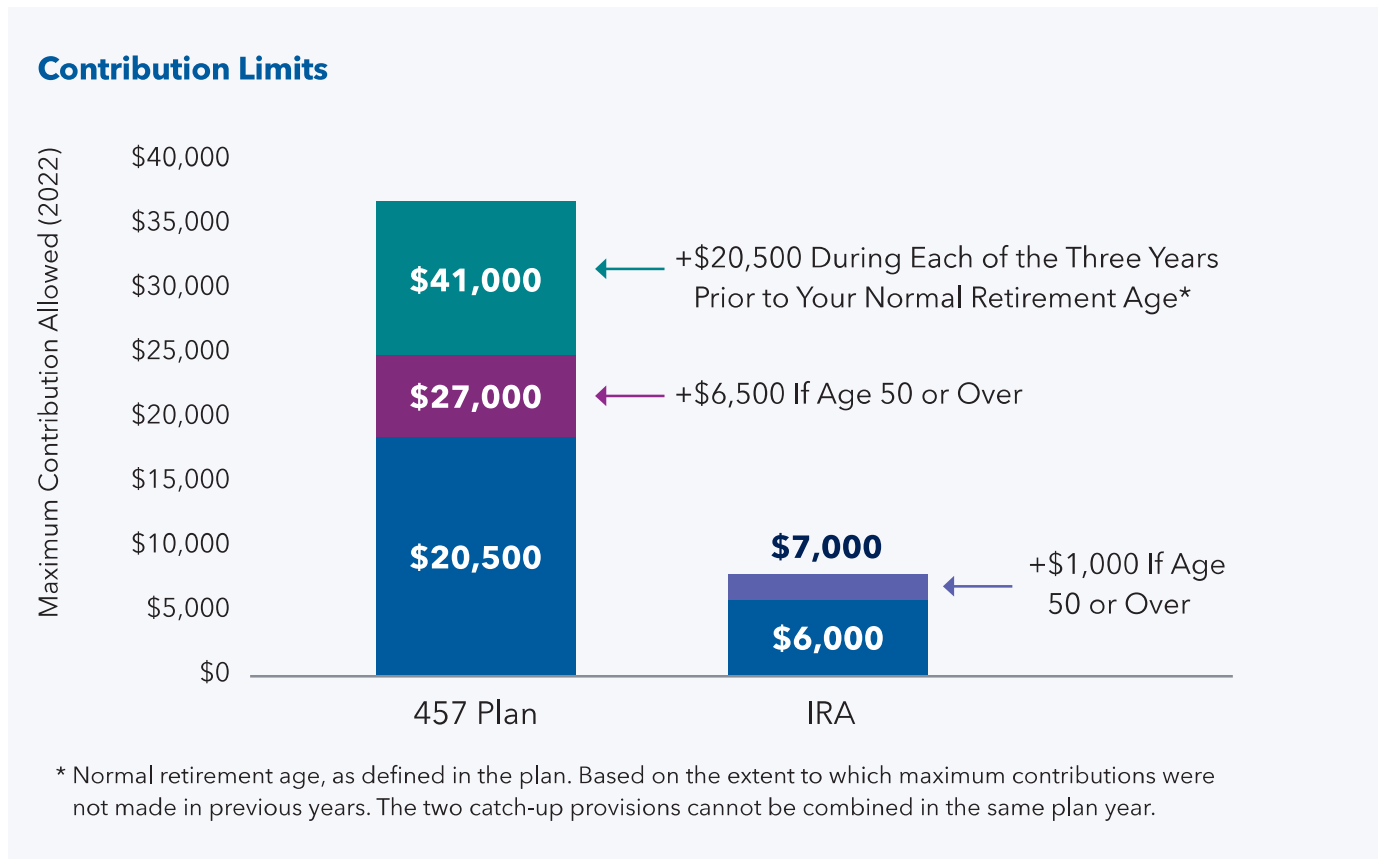 Contribution Limits
Maximum Contribution Allowed (2022)
$40,000
$35,000
$30,000
$25,000
$20,000
$15,000
$10,000
$5,000
$0
$41,000
$27,000
$20,500
+$20,500 During Each of the Three Years
Prior to Your Normal Retirement Age*
+$6,500 If Age 50 or Over
$7,000
$6,000
+$1,000 If Age
50 or Over
457 Plan
IRA
* Normal retirement age, as defined in the plan. Based on the extent to which maximum contributions were
not made in previous years. The two catch-up provisions cannot be combined in the same plan year.